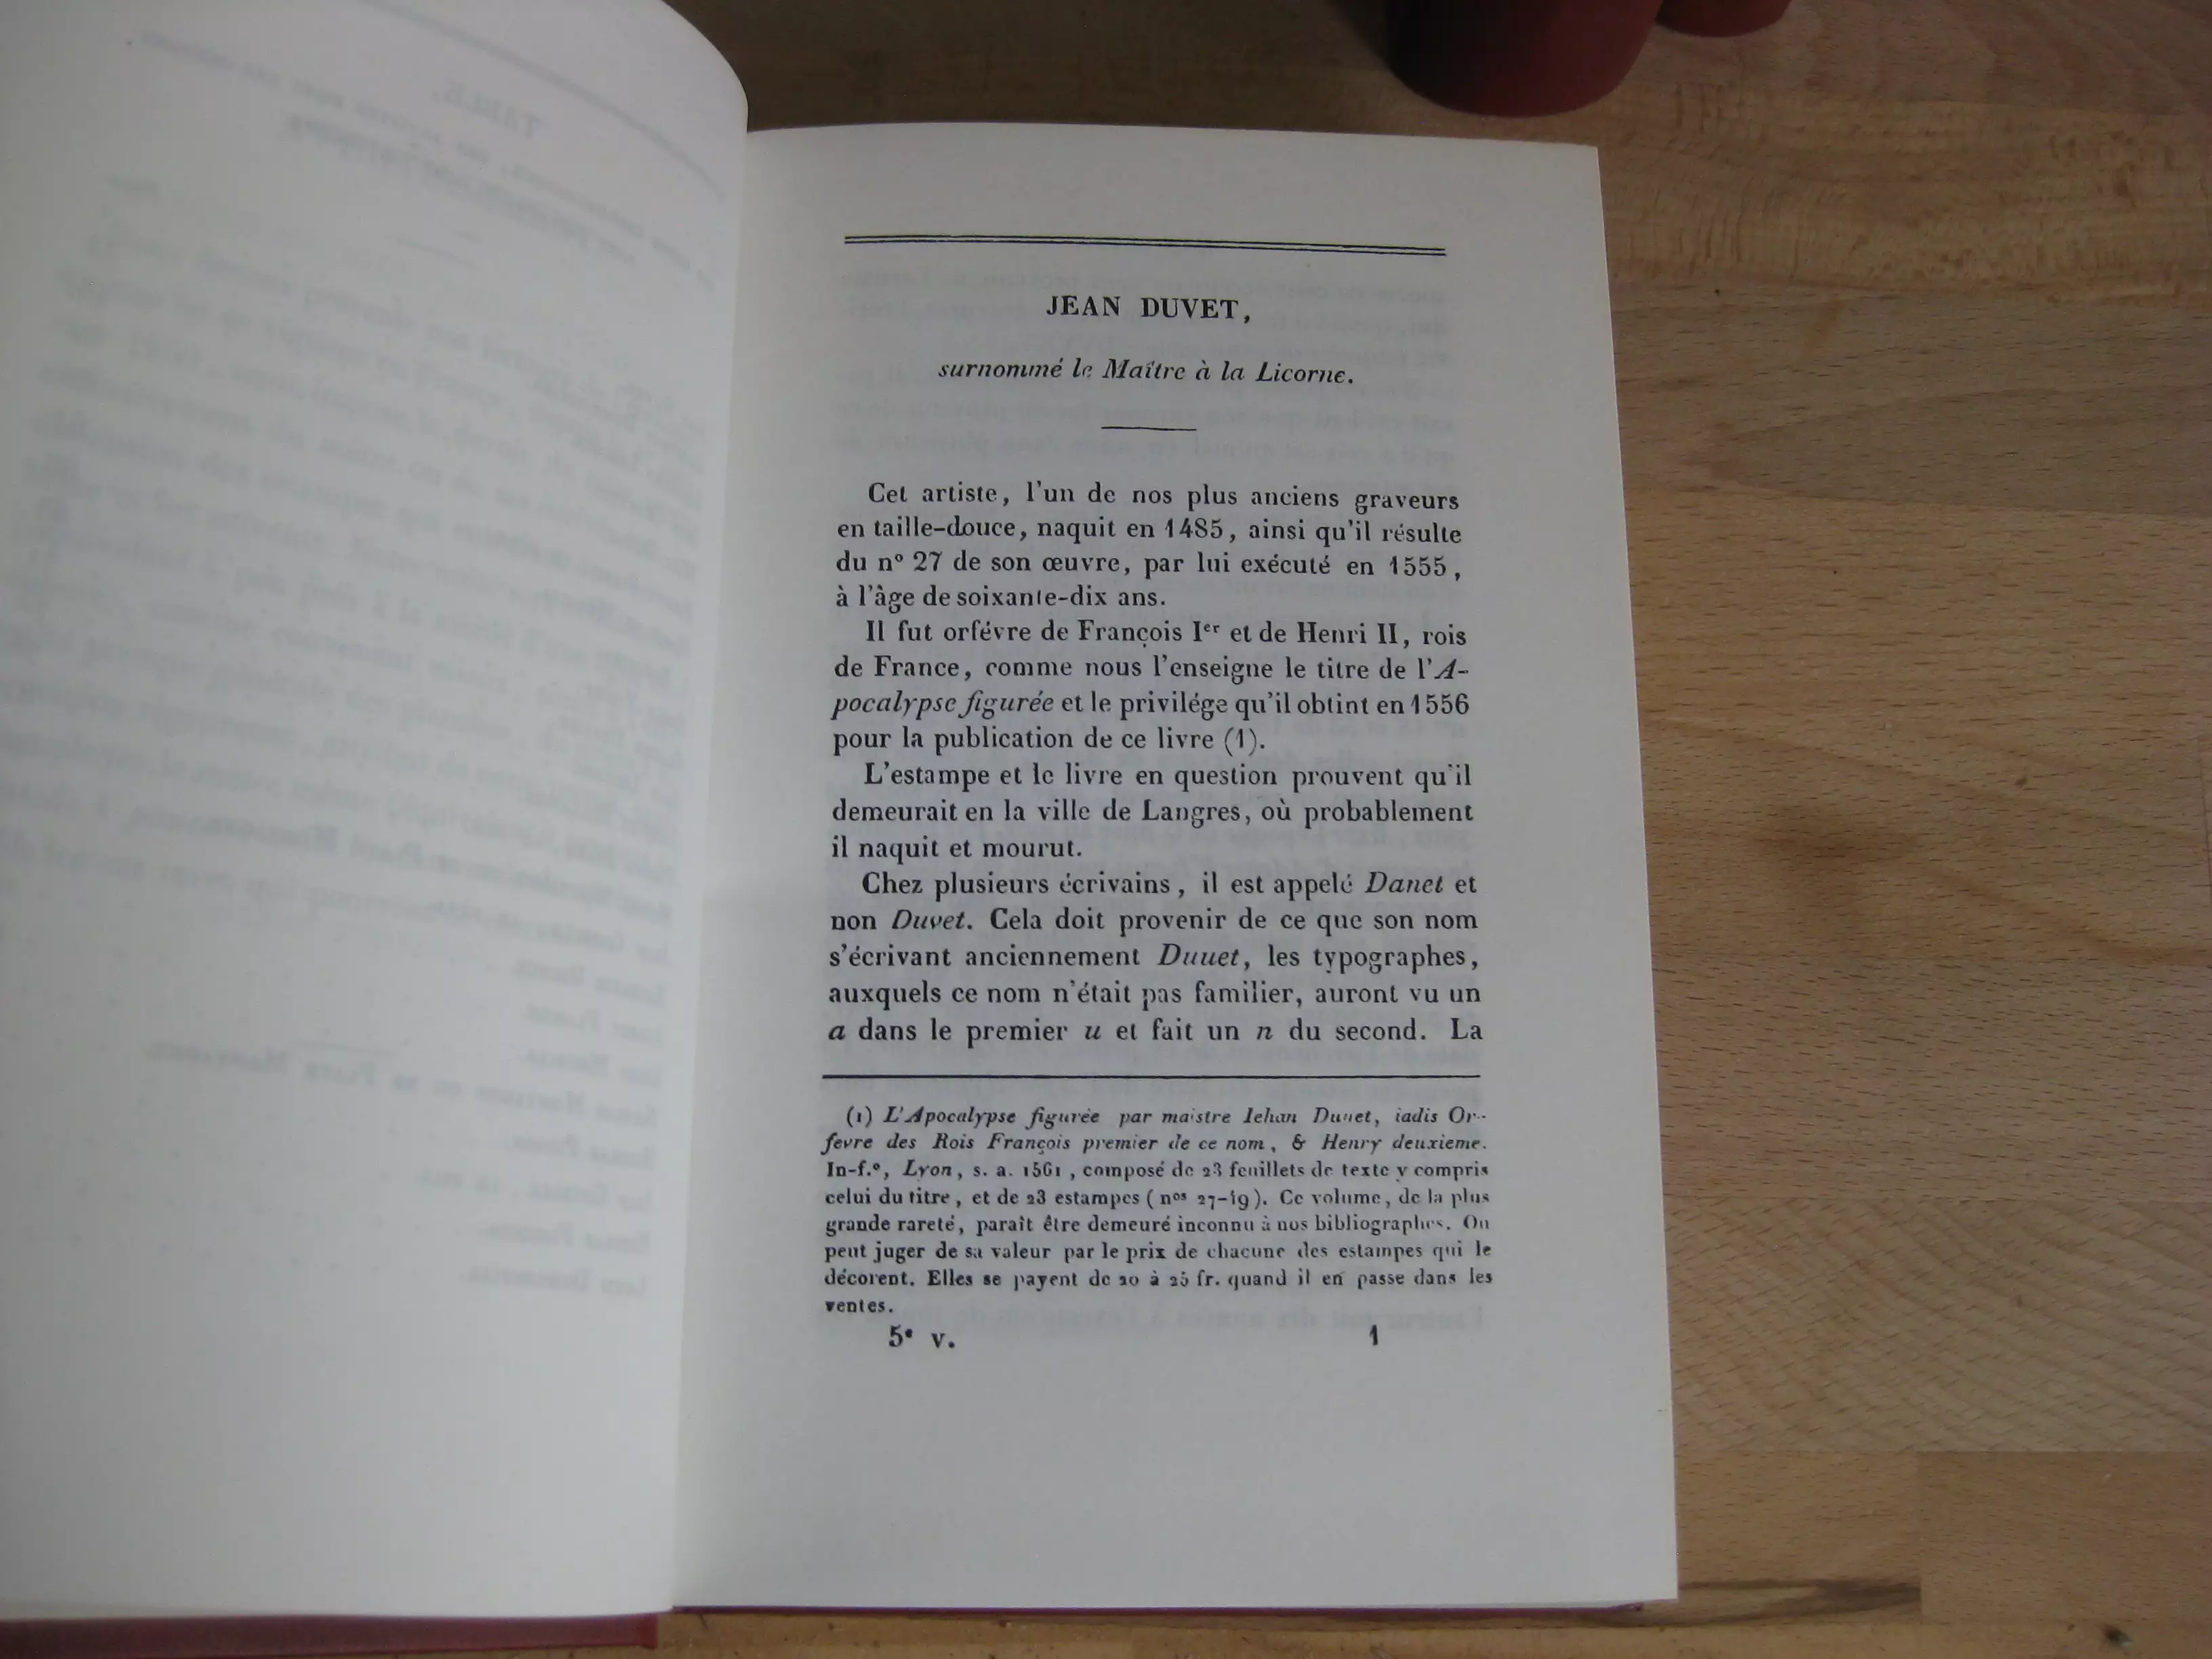 JEAN DUVET,
surnommé le Maître à la Licorne.
Cet artiste, l'un de nos plus anciens graveurs
en taille-douce, naquit en 1485, ainsi qu'il résulte
du nº 27 de son œuvre, par lui exécuté en 1555,
à l'âge de soixante-dix ans.
Il fut orfévre de François Iᵉʳ et de Henri II, rois
de France, comme nous l'enseigne le titre de l'A-
pocalypse figurée et le privilége qu'il obtint en 1556
pour la publication de ce livre (1).
L'estampe et le livre en question prouvent qu'il
demeurait en la ville de Langres, où probablement
il naquit et mourut.
Chez plusieurs écrivains, il est appelé Danet et
non Duvet. Cela doit provenir de ce que son nom
s'écrivant anciennement Duuet, les typographes,
auxquels ce nom n'était pas familier, auront vu un
a dans le premier u et fait un n du second. La
(1) L'Apocalypse figurée par maistre Iehan Duuet, iadis Or-
fevre des Rois François premier de ce nom, & Henry deuxieme.
In-f.º, Lyon, s. a. 1561, composé de 23 feuillets de texte y compris
celui du titre, et de 23 estampes (nos 27-49). Ce volume, de la plus
grande rareté, paraît être demeuré inconnu à nos bibliographes. On
peut juger de sa valeur par le prix de chacune des estampes qui le
décorent. Elles se payent de 20 à 25 fr. quand il en passe dans les
ventes.
5e v. 1